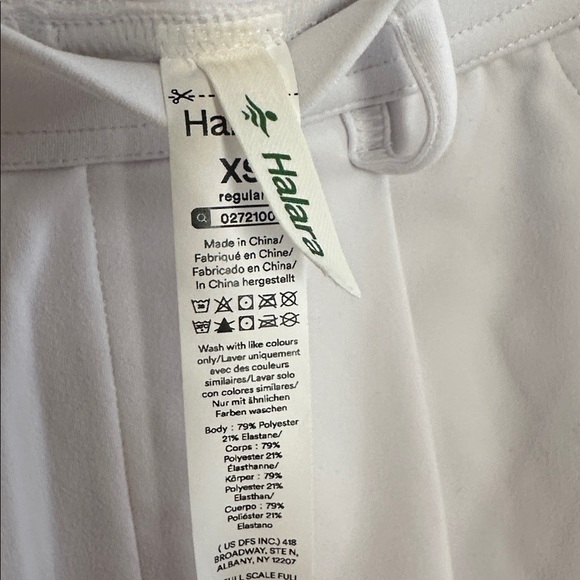 Halara
XS
regular
0272100
Made in China/
Fabriqué en Chine/
Fabricado en China/
In China hergestellt
Wash with like colours
only/Laver uniquement
avec des couleurs
similaires/Lavar solo
con colores similares/
Nur mit ähnlichen
Farben waschen
Body : 79% Polyester
21% Elastane/
Corps : 79%
Polyester 21%
Élasthanne/
Körper : 79%
Polyester 21%
Elasthan/
Cuerpo : 79%
Poliéster 21%
Elastano
( US DFS INC.) 418
BROADWAY, STE N,
ALBANY, NY 12207
FULL SCALE FULL